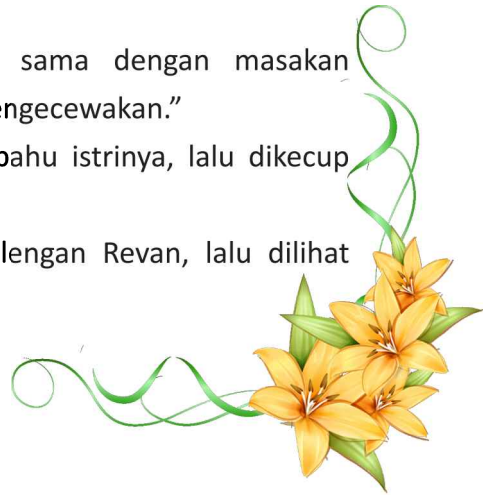 sama dengan masakan
engecewakan.”
bahu istrinya, lalu dikecup
lengan Revan, lalu dilihat